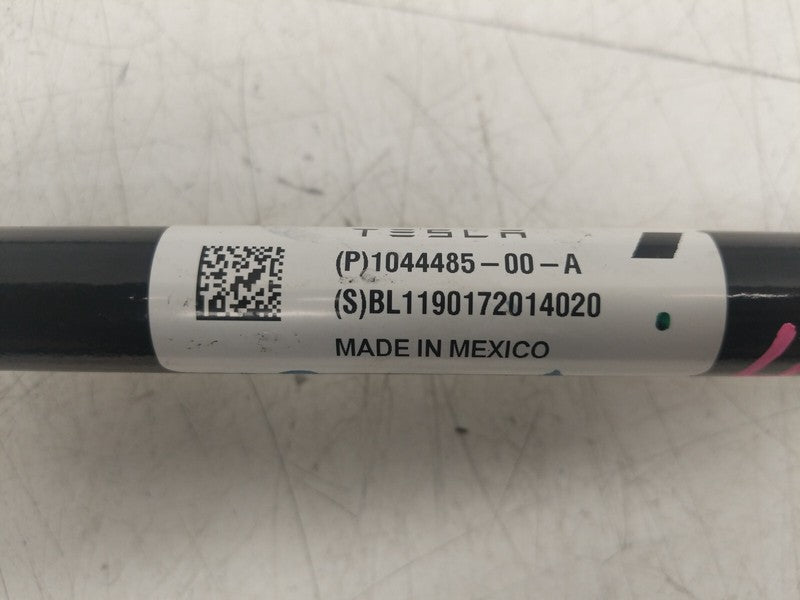 TESLA
(P)1044485-00-A
(S)BL1190172014020
MADE IN MEXICO